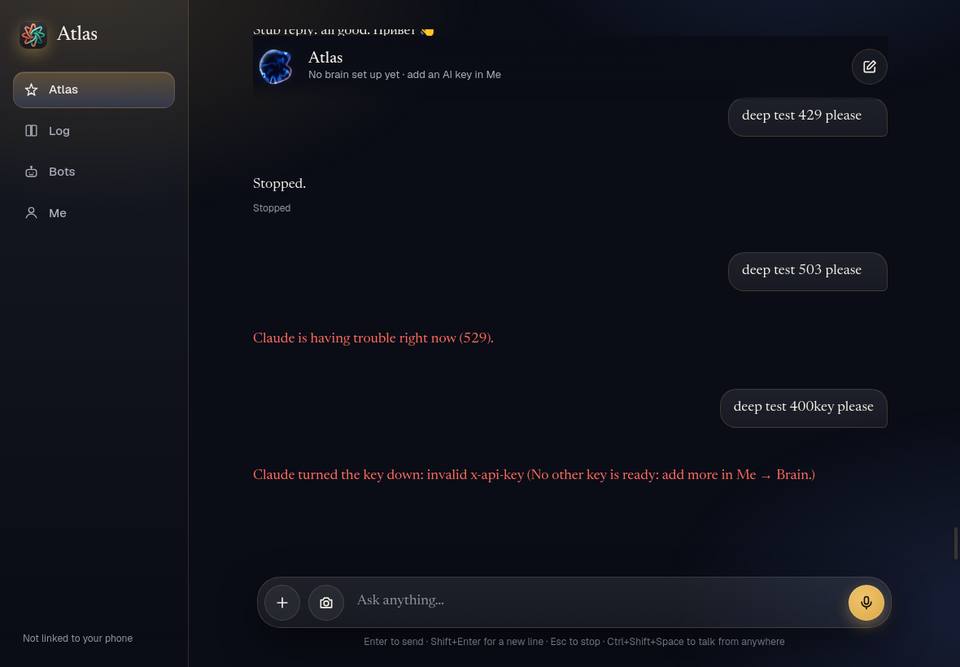 Atlas
Atlas
Log
Bots
Me
Not linked to your phone
Stub reply: all good. Привет 👋
Atlas
No brain set up yet · add an AI key in Me
deep test 429 please
Stopped.
Stopped
deep test 503 please
Claude is having trouble right now (529).
deep test 400key please
Claude turned the key down: invalid x-api-key (No other key is ready: add more in Me → Brain.)
Ask anything...
Enter to send · Shift+Enter for a new line · Esc to stop · Ctrl+Shift+Space to talk from anywhere